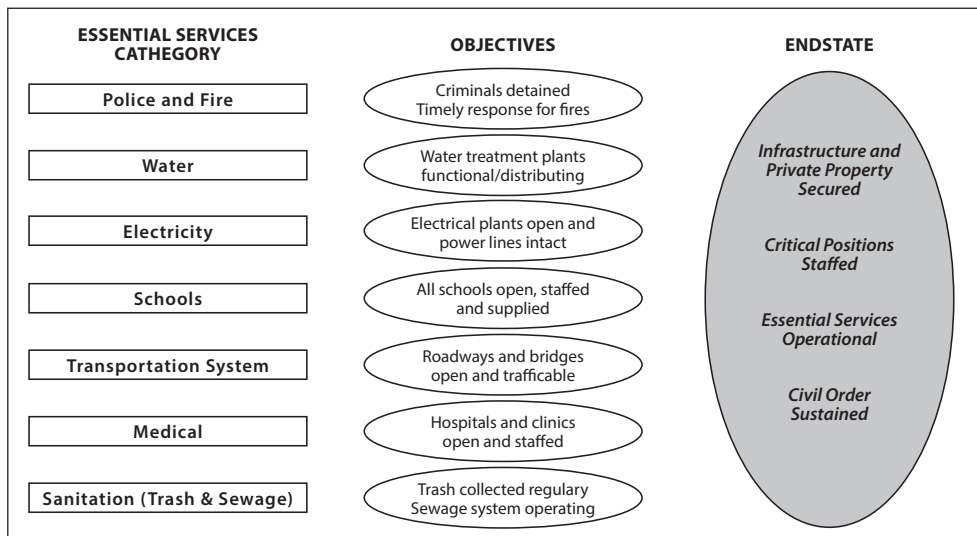 ESSENTIAL SERVICES
CATHEGORY
OBJECTIVES
ENDSTATE
Police and Fire
Criminals detained
Timely response for fires
Water
Water treatment plants
functional/distributing
Electricity
Electrical plants open and
power lines intact
Schools
All schools open, staffed
and supplied
Transportation System
Roadways and bridges
open and trafficable
Medical
Hospitals and clinics
open and staffed
Sanitation (Trash & Sewage)
Trash collected regulary
Sewage system operating
Infrastructure and
Private Property
Secured
Critical Positions
Staffed
Essential Services
Operational
Civil Order
Sustained